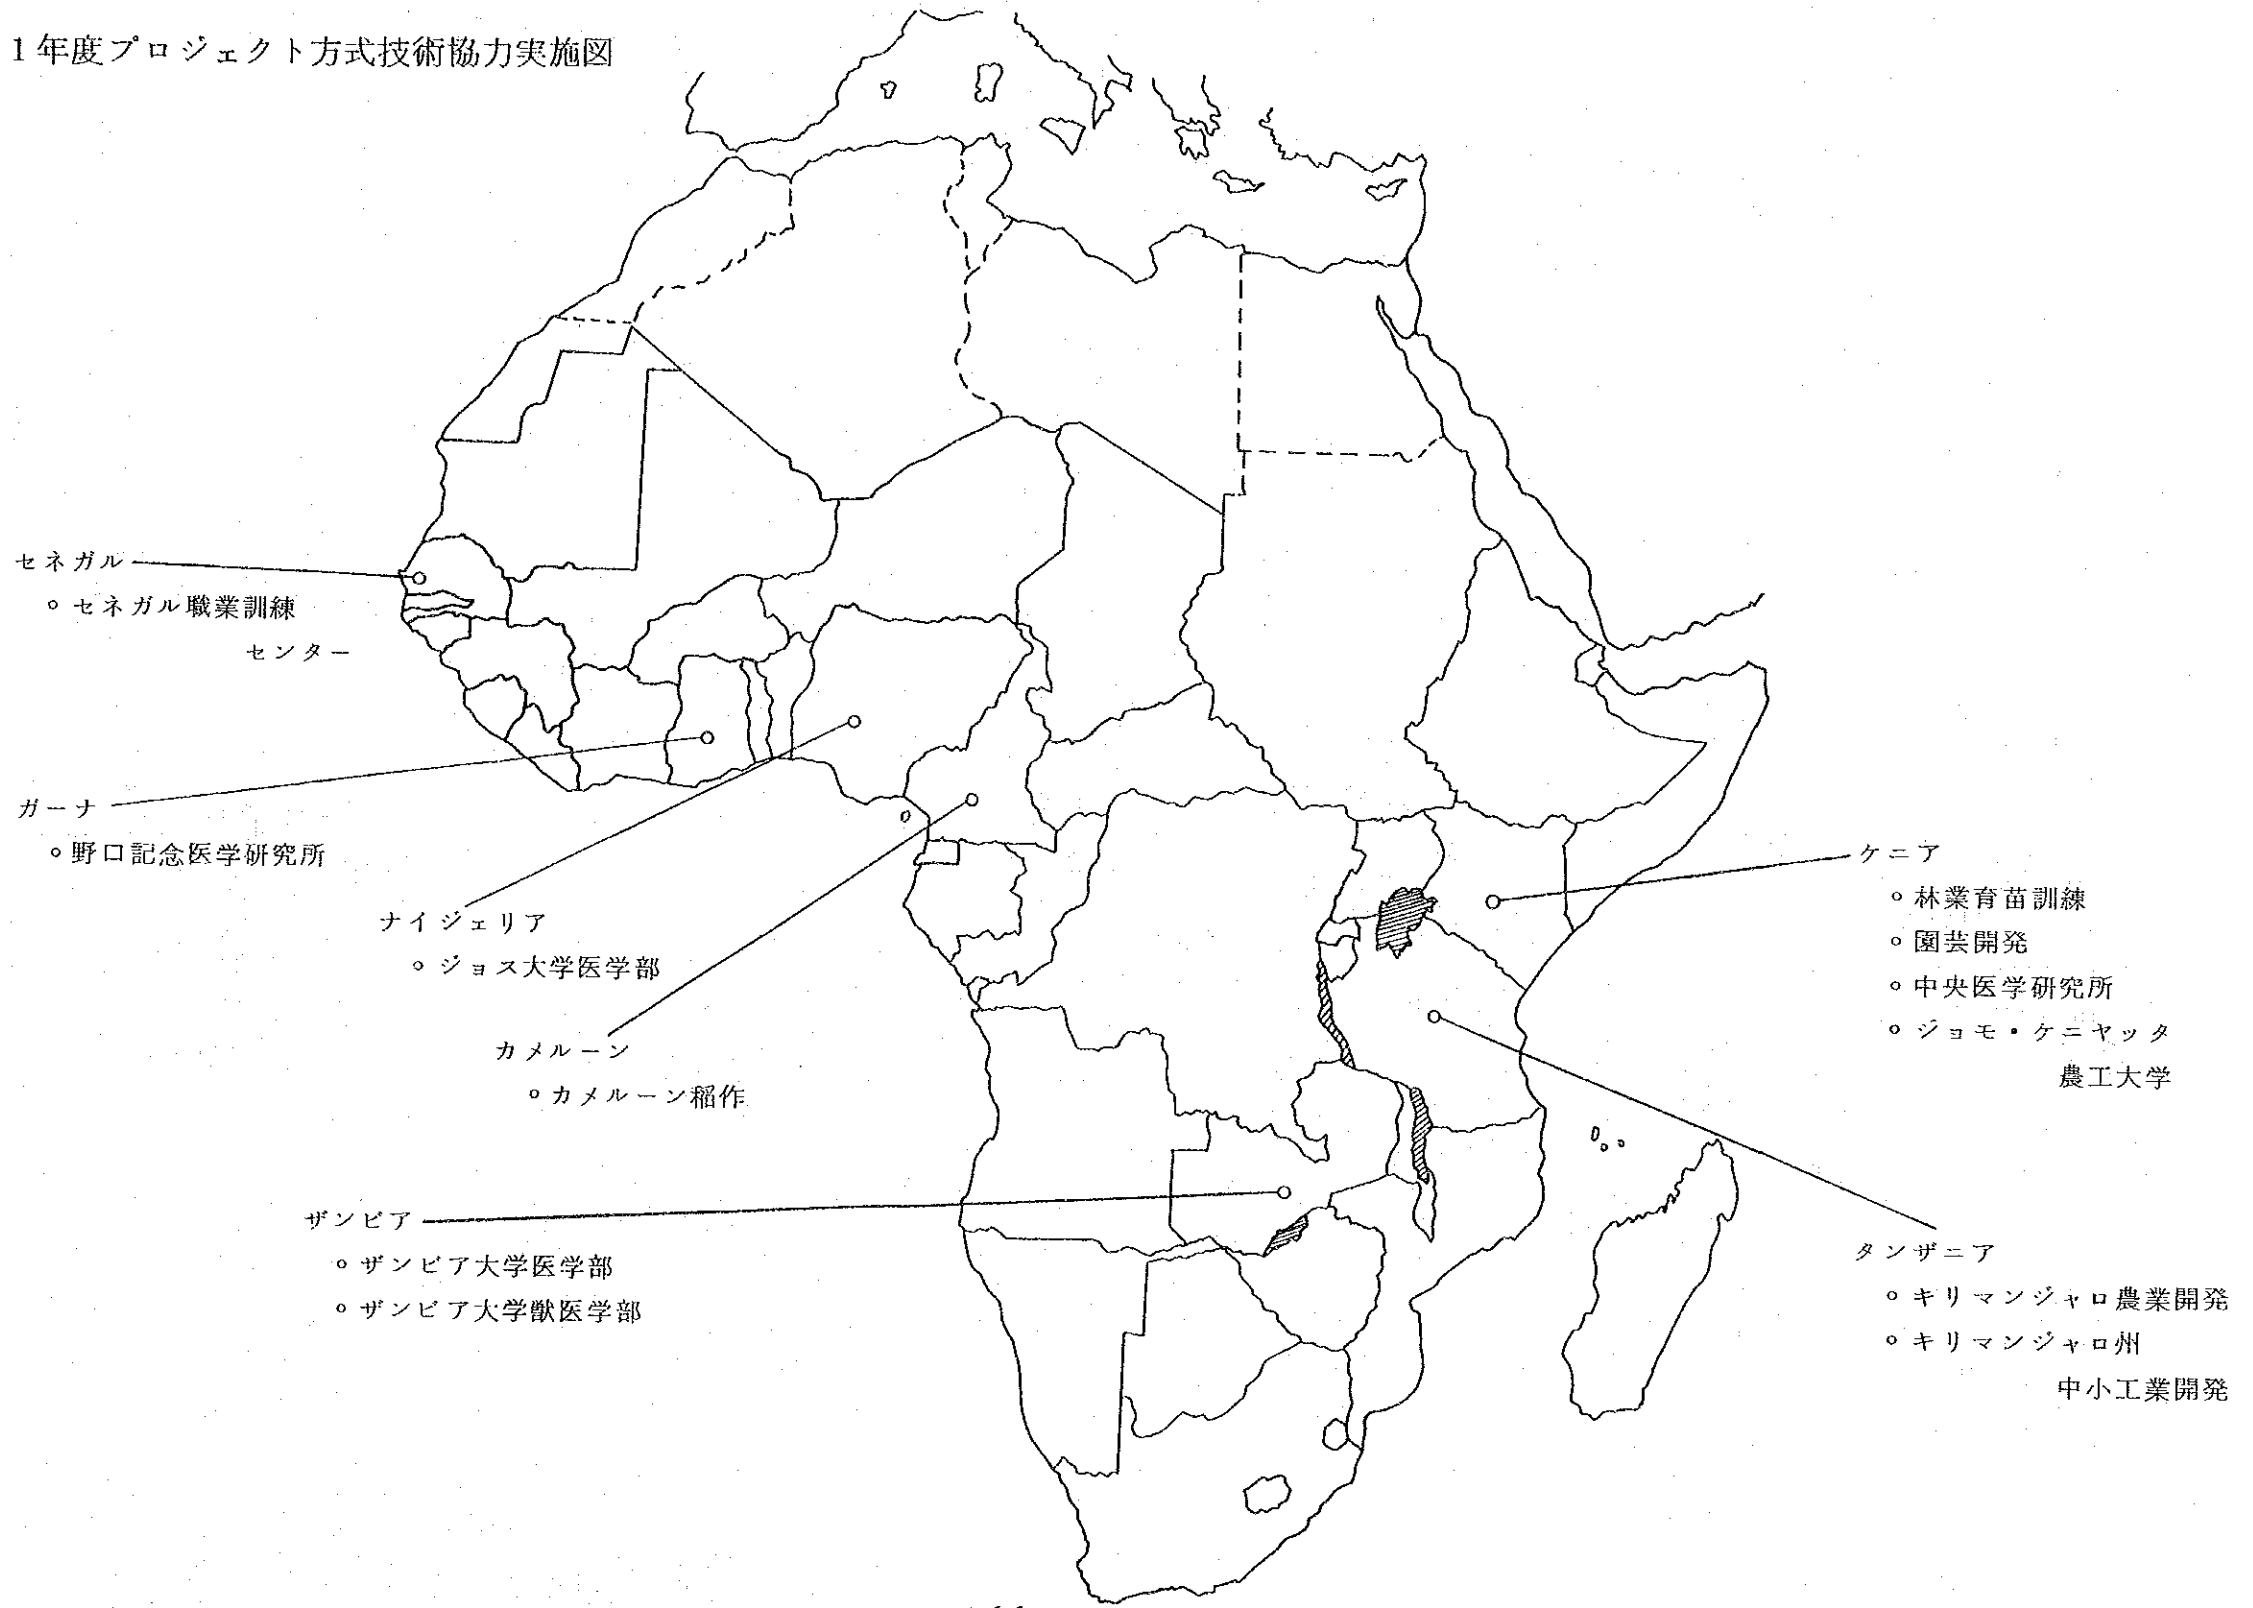 1年度プロジェクト方式技術協力実施図
セネガル
○ セネガル職業訓練
センター
ガーナ
○ 野口記念医学研究所
ナイジェリア
○ ジョス大学医学部
カメルーン
○ カメルーン稲作
ザンビア
○ ザンビア大学医学部
○ ザンビア大学獣医学部
ケニア
○ 林業育苗訓練
○ 園芸開発
○ 中央医学研究所
○ ジョモ・ケニヤッタ
農工大学
タンザニア
○ キリマンジャロ農業開発
○ キリマンジャロ州
中小工業開発